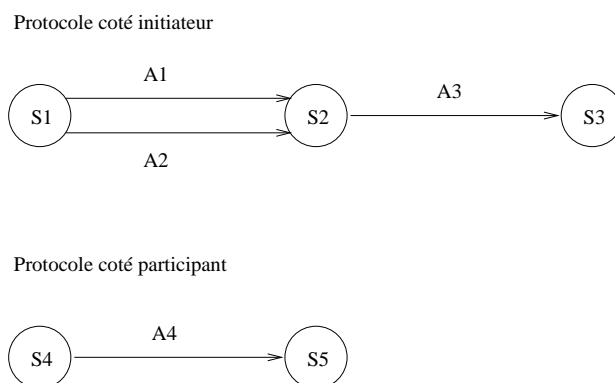 Protocole coté initiateur
A1
A3
S1
S2
S3
A2
Protocole coté participant
A4
S4
S5